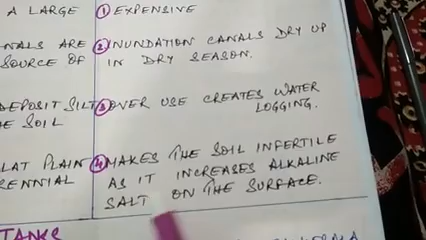 A LARGE
NALS ARE
SOURCE OF
DEPOSIT SILT
E SOIL
LAT PLAIN
RENNIAL
① EXPENSIVE
② INUNDATION CANALS DRY UP
IN DRY SEASON.
③ OVER USE CREATES WATER
LOGGING.
④ MAKES THE SOIL INFERTILE
AS IT INCREASES ALKALINE
SALT ON THE SURFACE.
TANKS